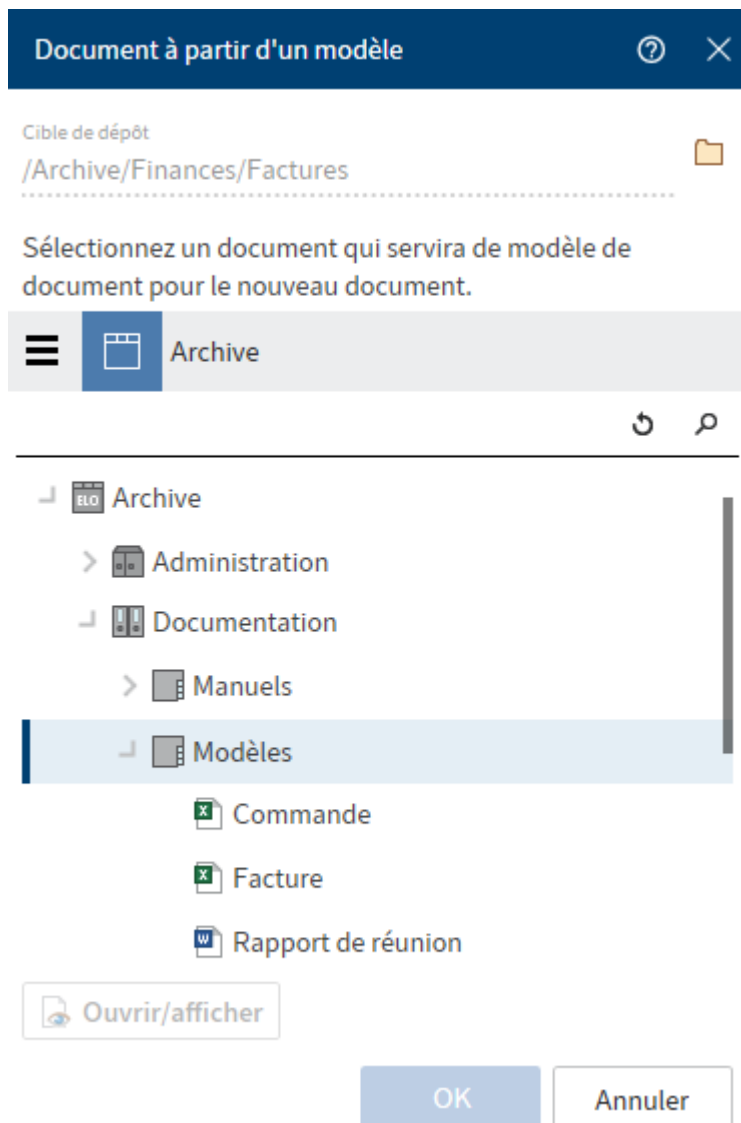 Document à partir d'un modèle
Cible de dépôt
/Archive/Finances/Factures
Sélectionnez un document qui servira de modèle de
document pour le nouveau document.
Archive
ELO Archive
Administration
Documentation
Manuels
Modèles
X Commande
X Facture
W Rapport de réunion
Ouvrir/afficher
OK Annuler